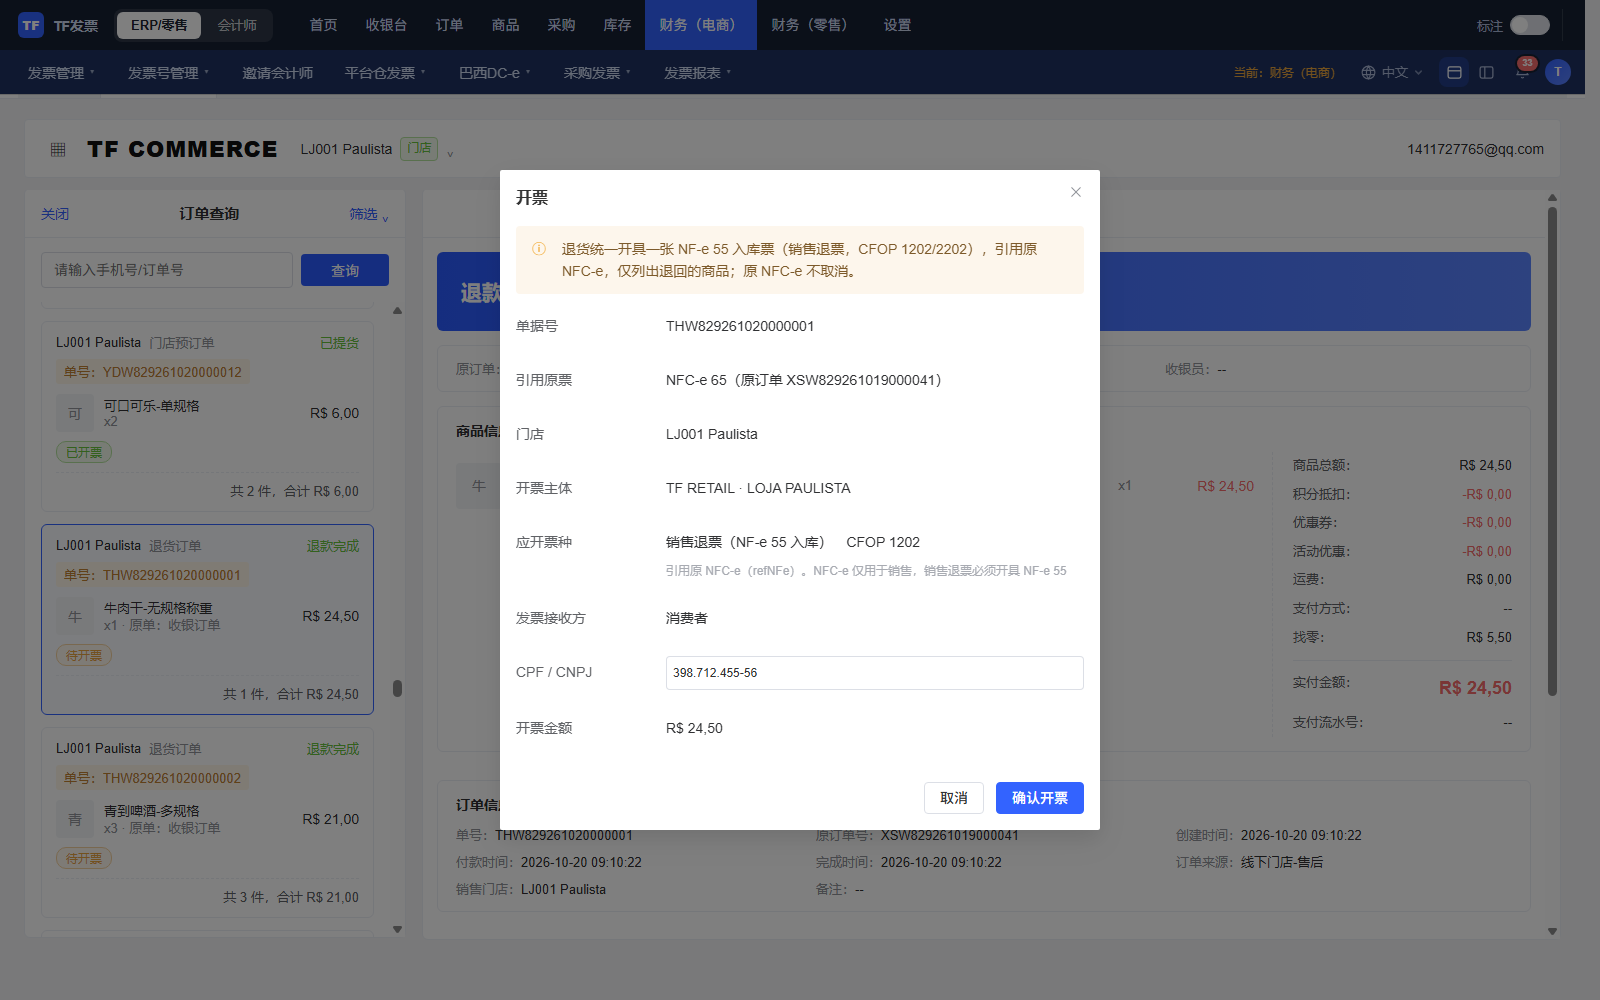 TF TF发票 ERP/零售 会计师 首页 收银台 订单 商品 采购 库存 财务（电商） 财务（零售） 设置 标注
发票管理 发票号管理 邀请会计师 平台仓发票 巴西DC-e 采购发票 发票报表 当前：财务（电商） 中文 33 T
TF COMMERCE LJ001 Paulista 门店 1411727765@qq.com
关闭 订单查询 筛选
请输入手机号/订单号 查询
LJ001 Paulista 门店预订单 已提货
单号：YDW829261020000012
可 可口可乐-单规格 R$ 6,00
x2
已开票
共 2 件，合计 R$ 6,00
LJ001 Paulista 退货订单 退款完成
单号：THW829261020000001
牛 牛肉干-无规格称重 R$ 24,50
x1 · 原单：收银订单
待开票
共 1 件，合计 R$ 24,50
LJ001 Paulista 退货订单 退款完成
单号：THW829261020000002
青 青到啤酒-多规格 R$ 21,00
x3 · 原单：收银订单
待开票
共 3 件，合计 R$ 21,00
退款
原订单： 收银员：--
商品信
牛 x1 R$ 24,50
商品总额： R$ 24,50
积分抵扣： -R$ 0,00
优惠券： -R$ 0,00
活动优惠： -R$ 0,00
运费： R$ 0,00
支付方式： --
找零： R$ 5,50
实付金额： R$ 24,50
支付流水号： --
订单信
单号：THW829261020000001 原订单号：XSW829261019000041 创建时间：2026-10-20 09:10:22
付款时间：2026-10-20 09:10:22 完成时间：2026-10-20 09:10:22 订单来源：线下门店-售后
销售门店：LJ001 Paulista 备注：--
开票
退货统一开具一张 NF-e 55 入库票（销售退票，CFOP 1202/2202），引用原
NFC-e，仅列出退回的商品；原 NFC-e 不取消。
单据号 THW829261020000001
引用原票 NFC-e 65（原订单 XSW829261019000041）
门店 LJ001 Paulista
开票主体 TF RETAIL · LOJA PAULISTA
应开票种 销售退票（NF-e 55 入库） CFOP 1202
引用原 NFC-e（refNFe）。NFC-e 仅用于销售，销售退票必须开具 NF-e 55
发票接收方 消费者
CPF / CNPJ 398.712.455-56
开票金额 R$ 24,50
取消 确认开票